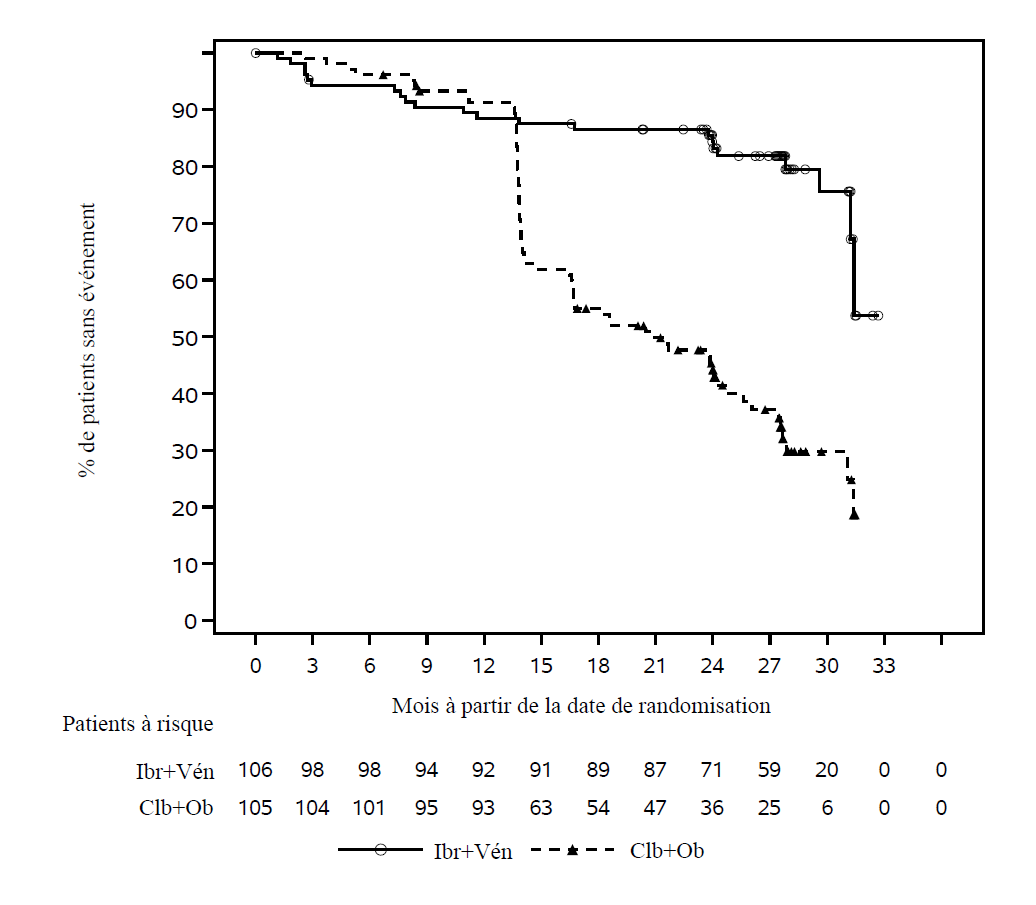 % de patients sans événement
90
80
70
60
50
40
30
20
10
0
0 3 6 9 12 15 18 21 24 27 30 33
Mois à partir de la date de randomisation
Patients à risque
Ibr+Vén 106 98 98 94 92 91 89 87 71 59 20 0 0
Clb+Ob 105 104 101 95 93 63 54 47 36 25 6 0 0
Ibr+Vén Clb+Ob